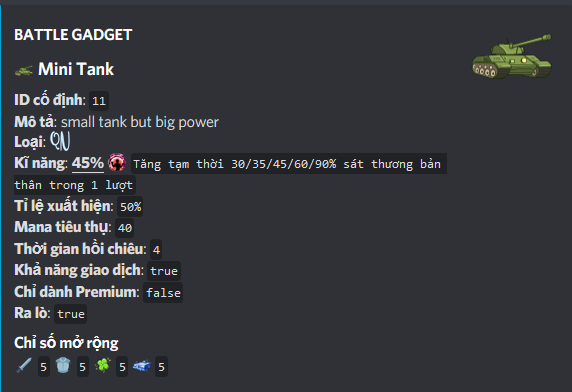 BATTLE GADGET
Mini Tank
ID cố định: 11
Mô tả: small tank but big power
Loại: QN
Kĩ năng: 45% Tăng tạm thời 30/35/45/60/90% sát thương bản
thân trong 1 lượt
Tỉ lệ xuất hiện: 50%
Mana tiêu thụ: 40
Thời gian hồi chiêu: 4
Khả năng giao dịch: true
Chỉ dành Premium: false
Ra lò: true
Chỉ số mở rộng
5 5 5 5